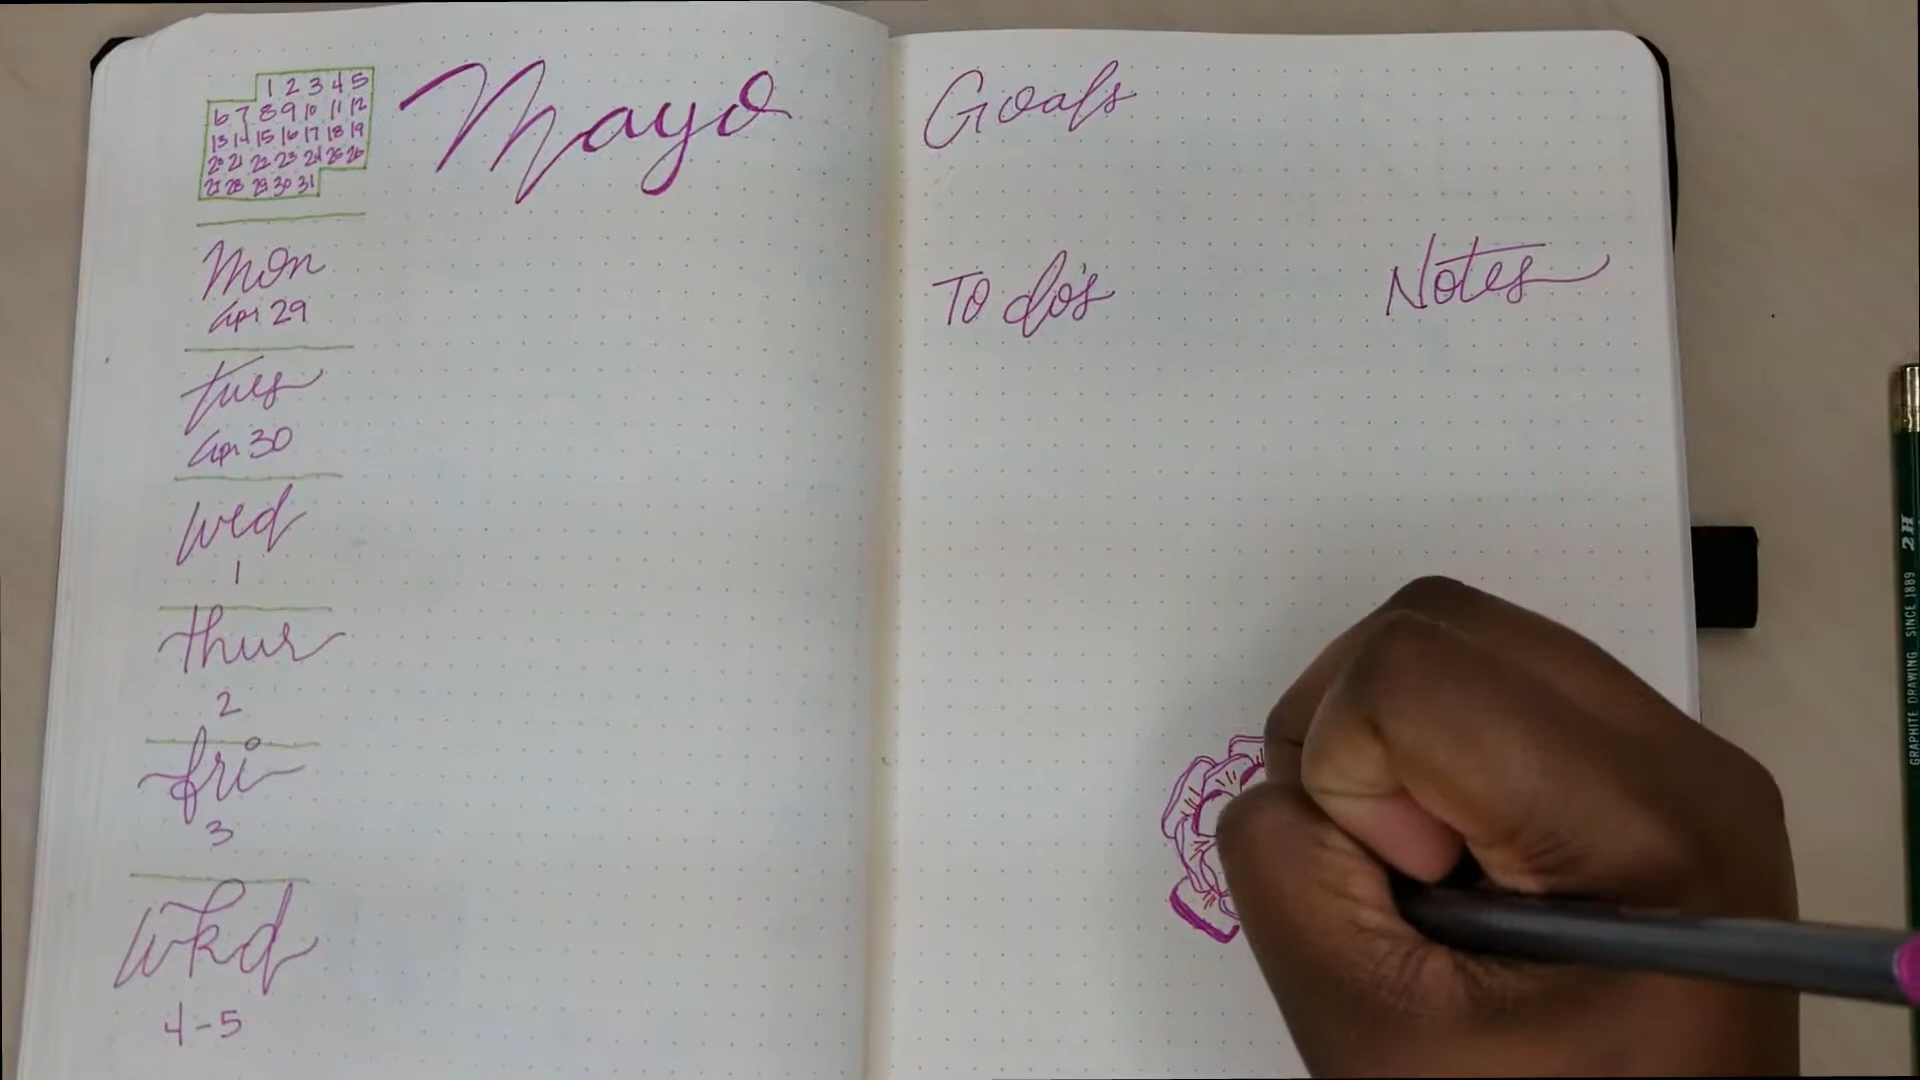 1 2 3 4 5
6 7 8 9 10 11 12
13 14 15 16 17 18 19
20 21 22 23 24 25 26
27 28 29 30 31
Mayo
Mon
Apr 29
tues
Apr 30
wed
1
thur
2
fri
3
wkd
4-5
Goals
To do's
Notes
GRAPHITE DRAWING SINCE 1889 2H